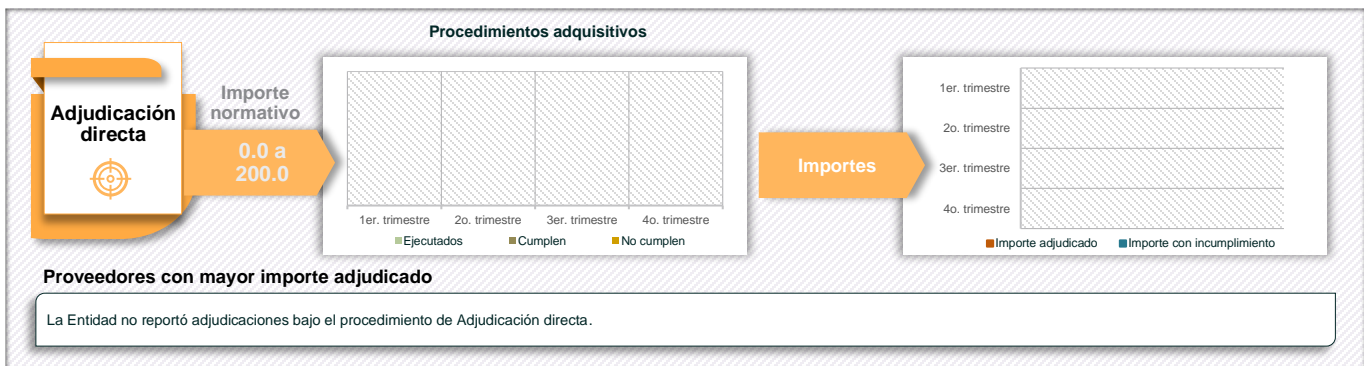 Procedimientos adquisitivos
Adjudicación
directa
Importe
normativo
0.0 a
200.0
1er. trimestre 2o. trimestre 3er. trimestre 4o. trimestre
Ejecutados Cumplen No cumplen
Importes
1er. trimestre
2o. trimestre
3er. trimestre
4o. trimestre
Importe adjudicado Importe con incumplimiento
Proveedores con mayor importe adjudicado
La Entidad no reportó adjudicaciones bajo el procedimiento de Adjudicación directa.